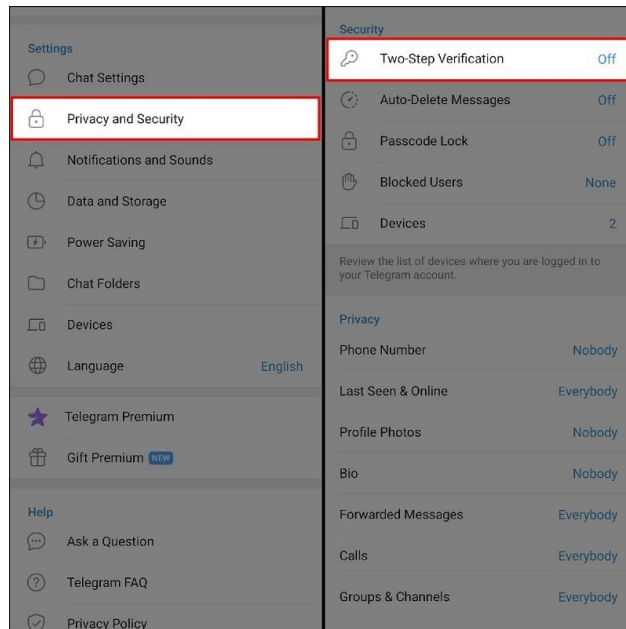 Settings
Chat Settings
Privacy and Security
Notifications and Sounds
Data and Storage
Power Saving
Chat Folders
Devices
Language English
Telegram Premium
Gift Premium NEW
Help
Ask a Question
Telegram FAQ
Privacy Policy
Security
Two-Step Verification Off
Auto-Delete Messages Off
Passcode Lock Off
Blocked Users None
Devices 2
Review the list of devices where you are logged in to
your Telegram account.
Privacy
Phone Number Nobody
Last Seen & Online Everybody
Profile Photos Nobody
Bio Nobody
Forwarded Messages Everybody
Calls Everybody
Groups & Channels Everybody